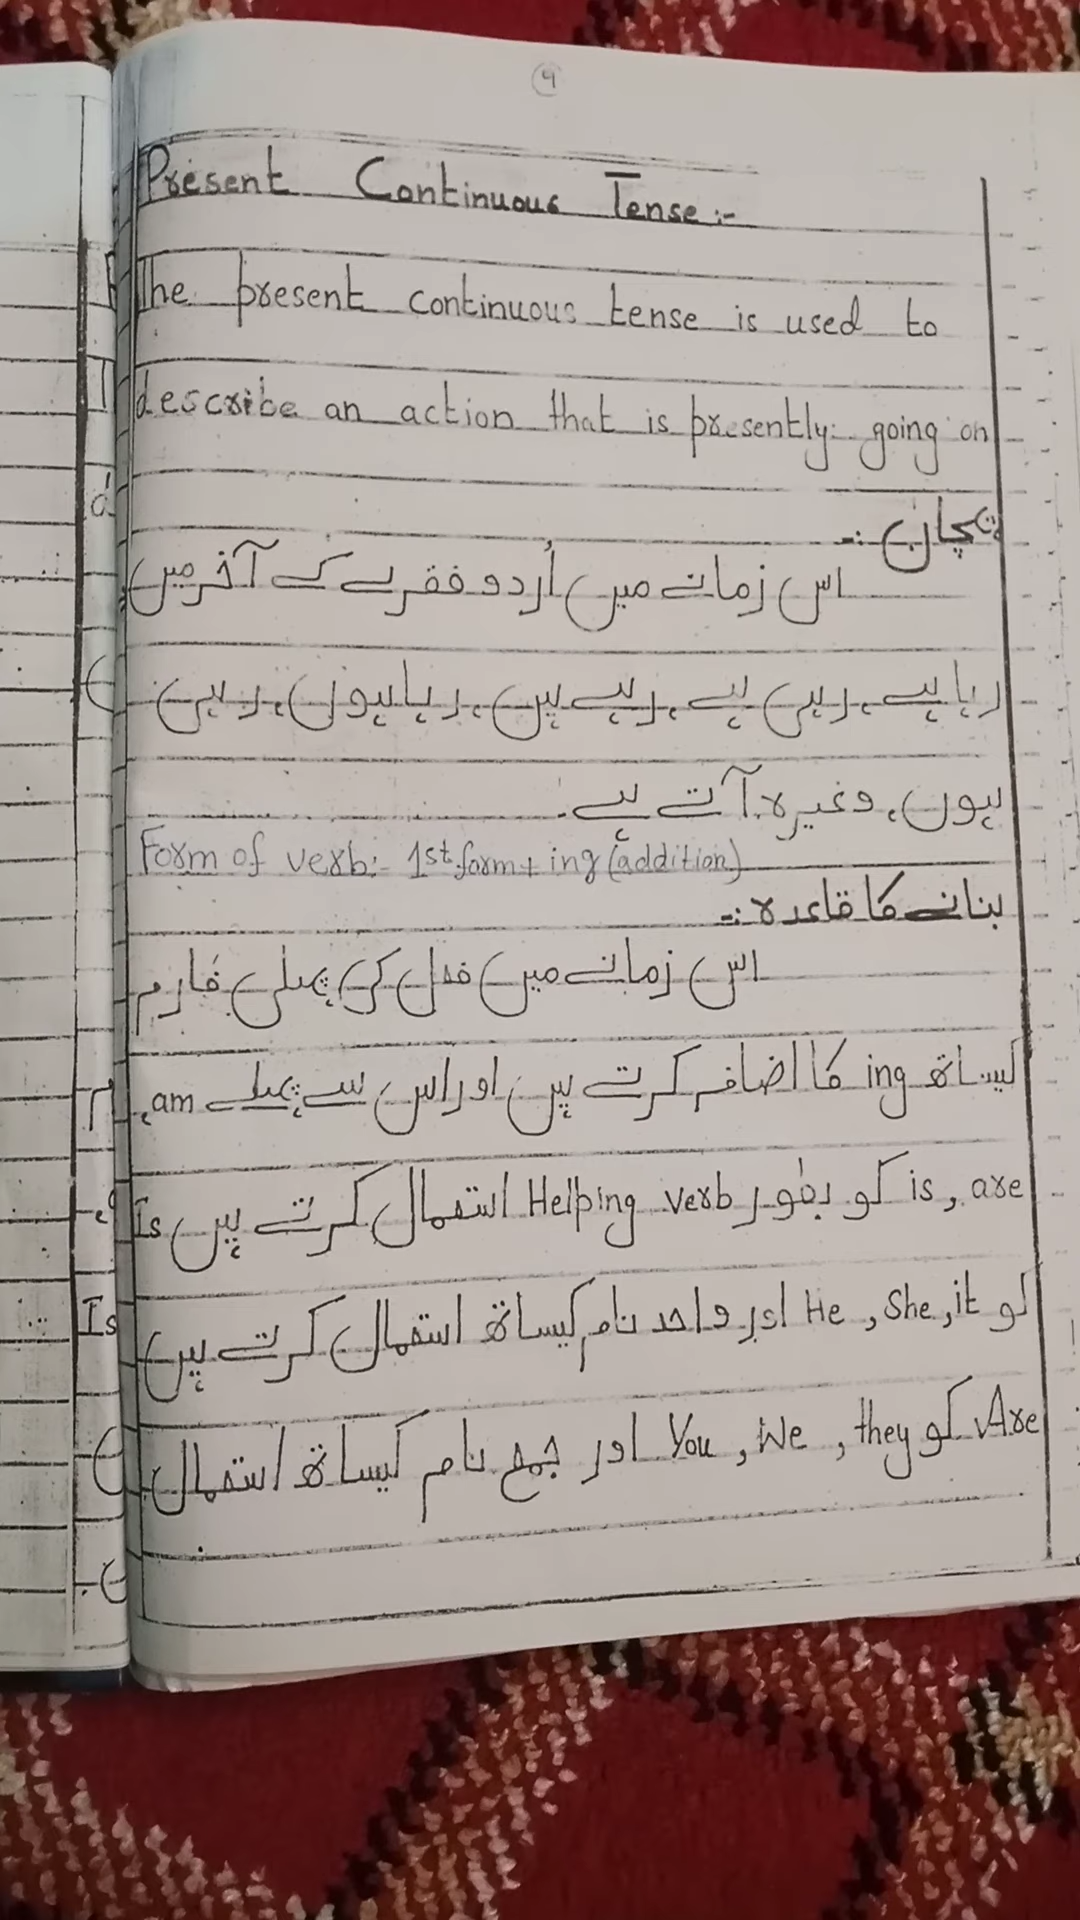 9
Present Continuous Tense :-
The present continuous tense is used to
describe an action that is presently going on
پہچان :-
اس زمانے میں اُردو فقرے کے آخر میں
رہا ہے، رہی ہے، رہے ہیں، رہا ہوں، رہی
ہوں، وغیرہ آتے ہے۔
Form of verb:- 1st form + ing (addition)
بنانے کا قاعدہ :-
اس زمانے میں فعل کی پہلی فارم
کیساتھ ing کا اضافہ کرتے ہیں اور اس سے پہلے am,
is, are کو بطور Helping verb استعمال کرتے ہیں Is
کو He, She, it اور واحد نام کیساتھ استعمال کرتے ہیں
Are کو You, We, they اور جمع نام کیساتھ استعمال
Is